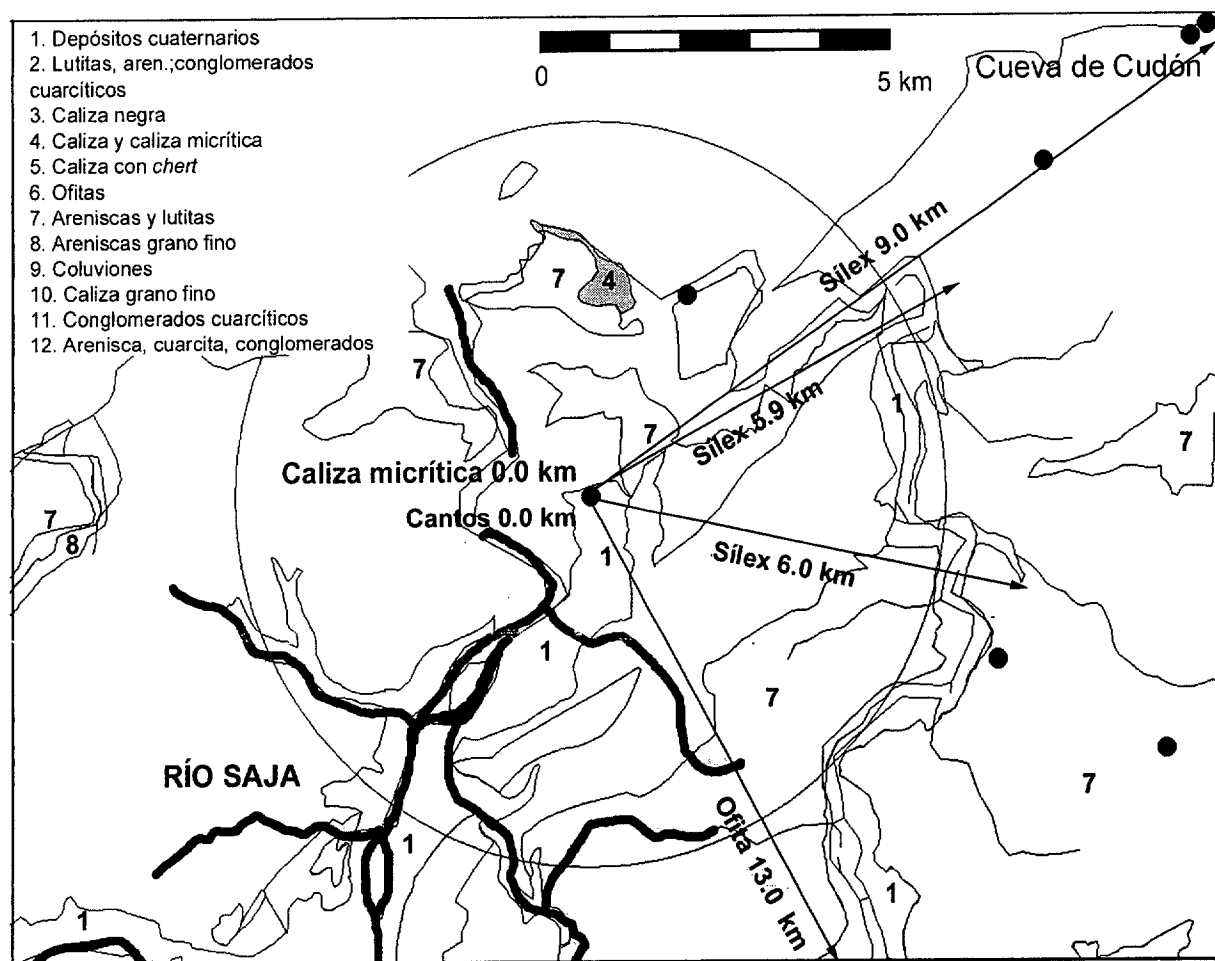 1. Depósitos cuaternarios
2. Lutitas, aren.;conglomerados
cuarcíticos
3. Caliza negra
4. Caliza y caliza micrítica
5. Caliza con chert
6. Ofitas
7. Areniscas y lutitas
8. Areniscas grano fino
9. Coluviones
10. Caliza grano fino
11. Conglomerados cuarcíticos
12. Arenisca, cuarcita, conglomerados
0
5 km
Cueva de Cudón
Sílex 9.0 km
7
4
7
Sílex 5.9 km
1
7
7
Caliza micrítica 0.0 km
Cantos 0.0 km
7
8
1
Sílex 6.0 km
1
7
RÍO SAJA
7
Ofita 13.0 km
1
1
1